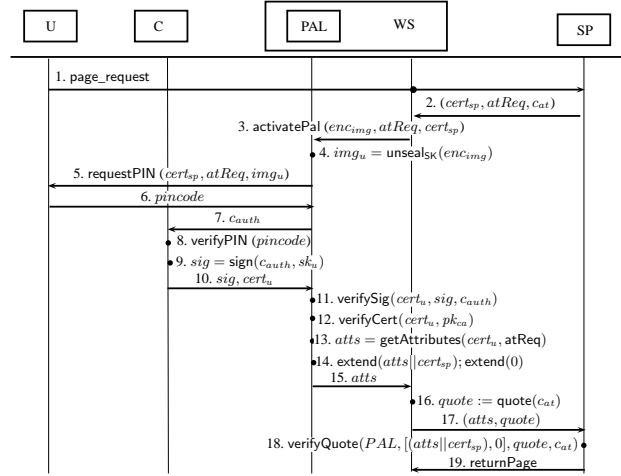 U C PAL WS SP
1. page_request
2. (cert_sp, atReq, c_at)
3. activatePal (enc_img, atReq, cert_sp)
4. img_u = unseal_SK(enc_img)
5. requestPIN (cert_sp, atReq, img_u)
6. pincode
7. c_auth
8. verifyPIN (pincode)
9. sig = sign(c_auth, sk_u)
10. sig, cert_u
11. verifySig(cert_u, sig, c_auth)
12. verifyCert(cert_u, pk_ca)
13. atts = getAttributes(cert_u, atReq)
14. extend(atts||cert_sp); extend(0)
15. atts
16. quote := quote(c_at)
17. (atts, quote)
18. verifyQuote(PAL, [(atts||cert_sp), 0], quote, c_at)
19. returnPage